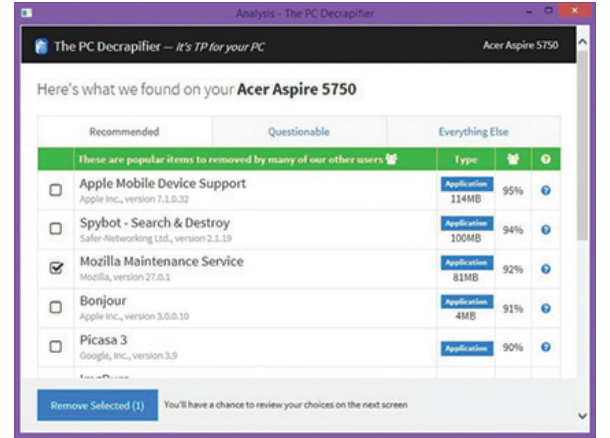 Analysis - The PC Decrapifier
The PC Decrapifier — it's TP for your PC
Acer Aspire 5750
Here's what we found on your Acer Aspire 5750
Recommended Questionable Everything Else
These are popular items to removed by many of our other users Type
Apple Mobile Device Support
Apple Inc., version 7.1.0.32
Application
114MB
95%
Spybot - Search & Destroy
Safer-Networking Ltd., version 2.1.19
Application
100MB
94%
Mozilla Maintenance Service
Mozilla, version 27.0.1
Application
81MB
92%
Bonjour
Apple Inc., version 3.0.0.10
Application
4MB
91%
Picasa 3
Google, Inc., version 3.9
Application
90%
Remove Selected (1)
You'll have a chance to review your choices on the next screen